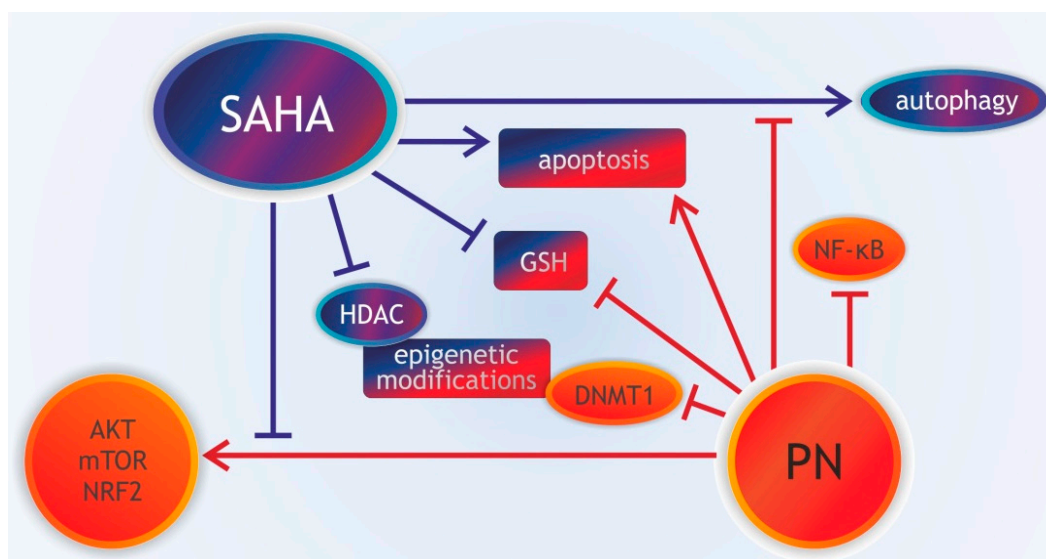 SAHA
autophagy
apoptosis
NF-κB
GSH
HDAC
epigenetic
modifications
DNMT1
AKT
mTOR
NRF2
PN